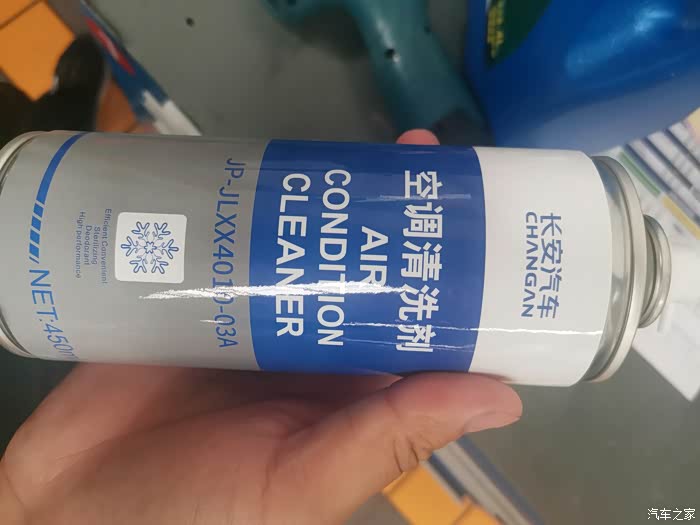 长安汽车
CHANGAN
空调清洗剂
AIR
CONDITION
CLEANER
JP-JLXX4010-03A
Efficient Convenient
Sterilizing
Deodorant
High performance
NET:450m
汽车之家